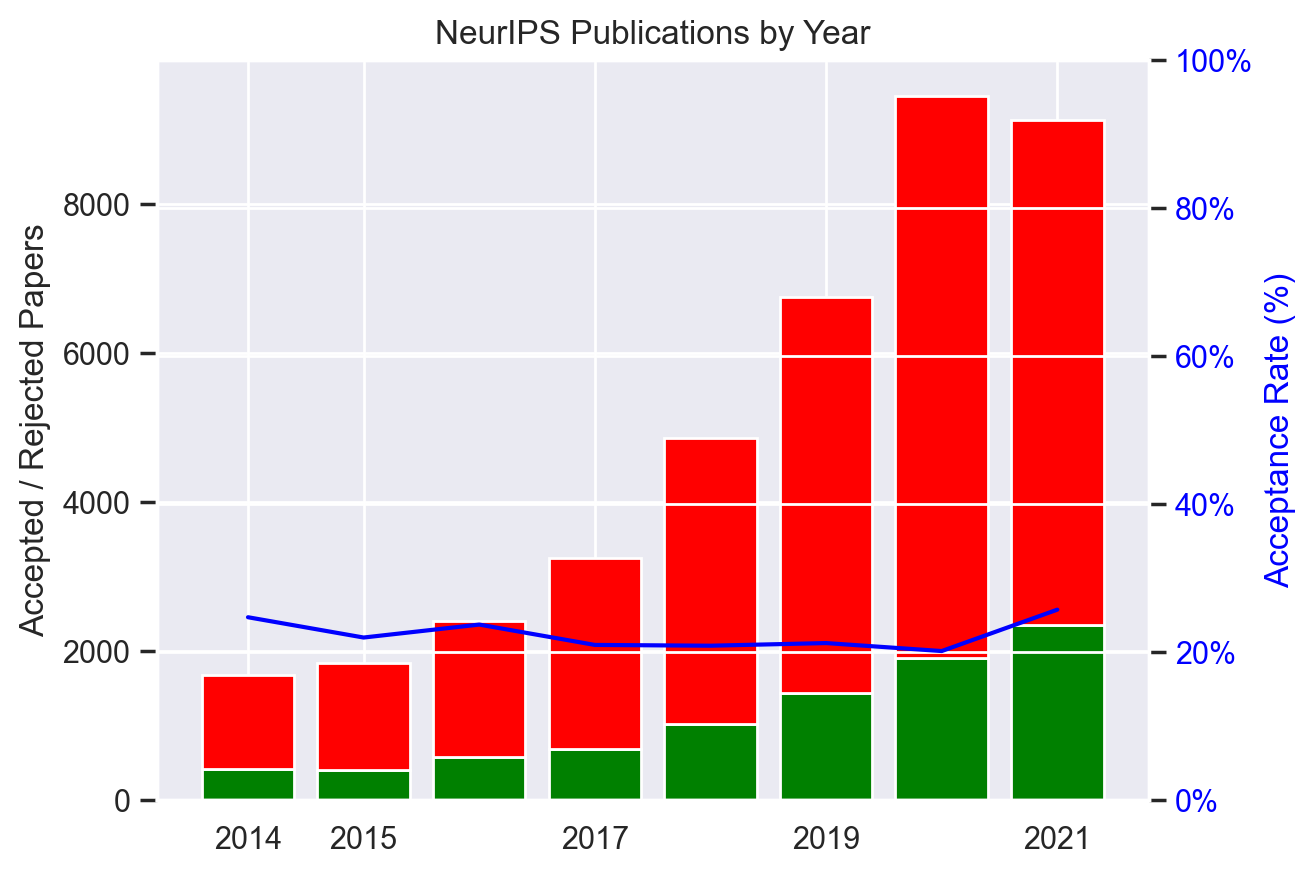 NeurIPS Publications by Year
Accepted / Rejected Papers
8000
6000
4000
2000
0
100%
80%
60%
40%
20%
0%
Acceptance Rate (%)
2014 2015 2017 2019 2021